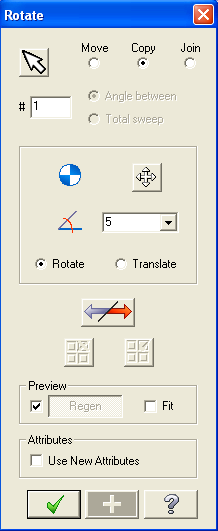 Rotate
Move Copy Join
# 1
Angle between
Total sweep
5
Rotate Translate
Preview
Regen Fit
Attributes
Use New Attributes